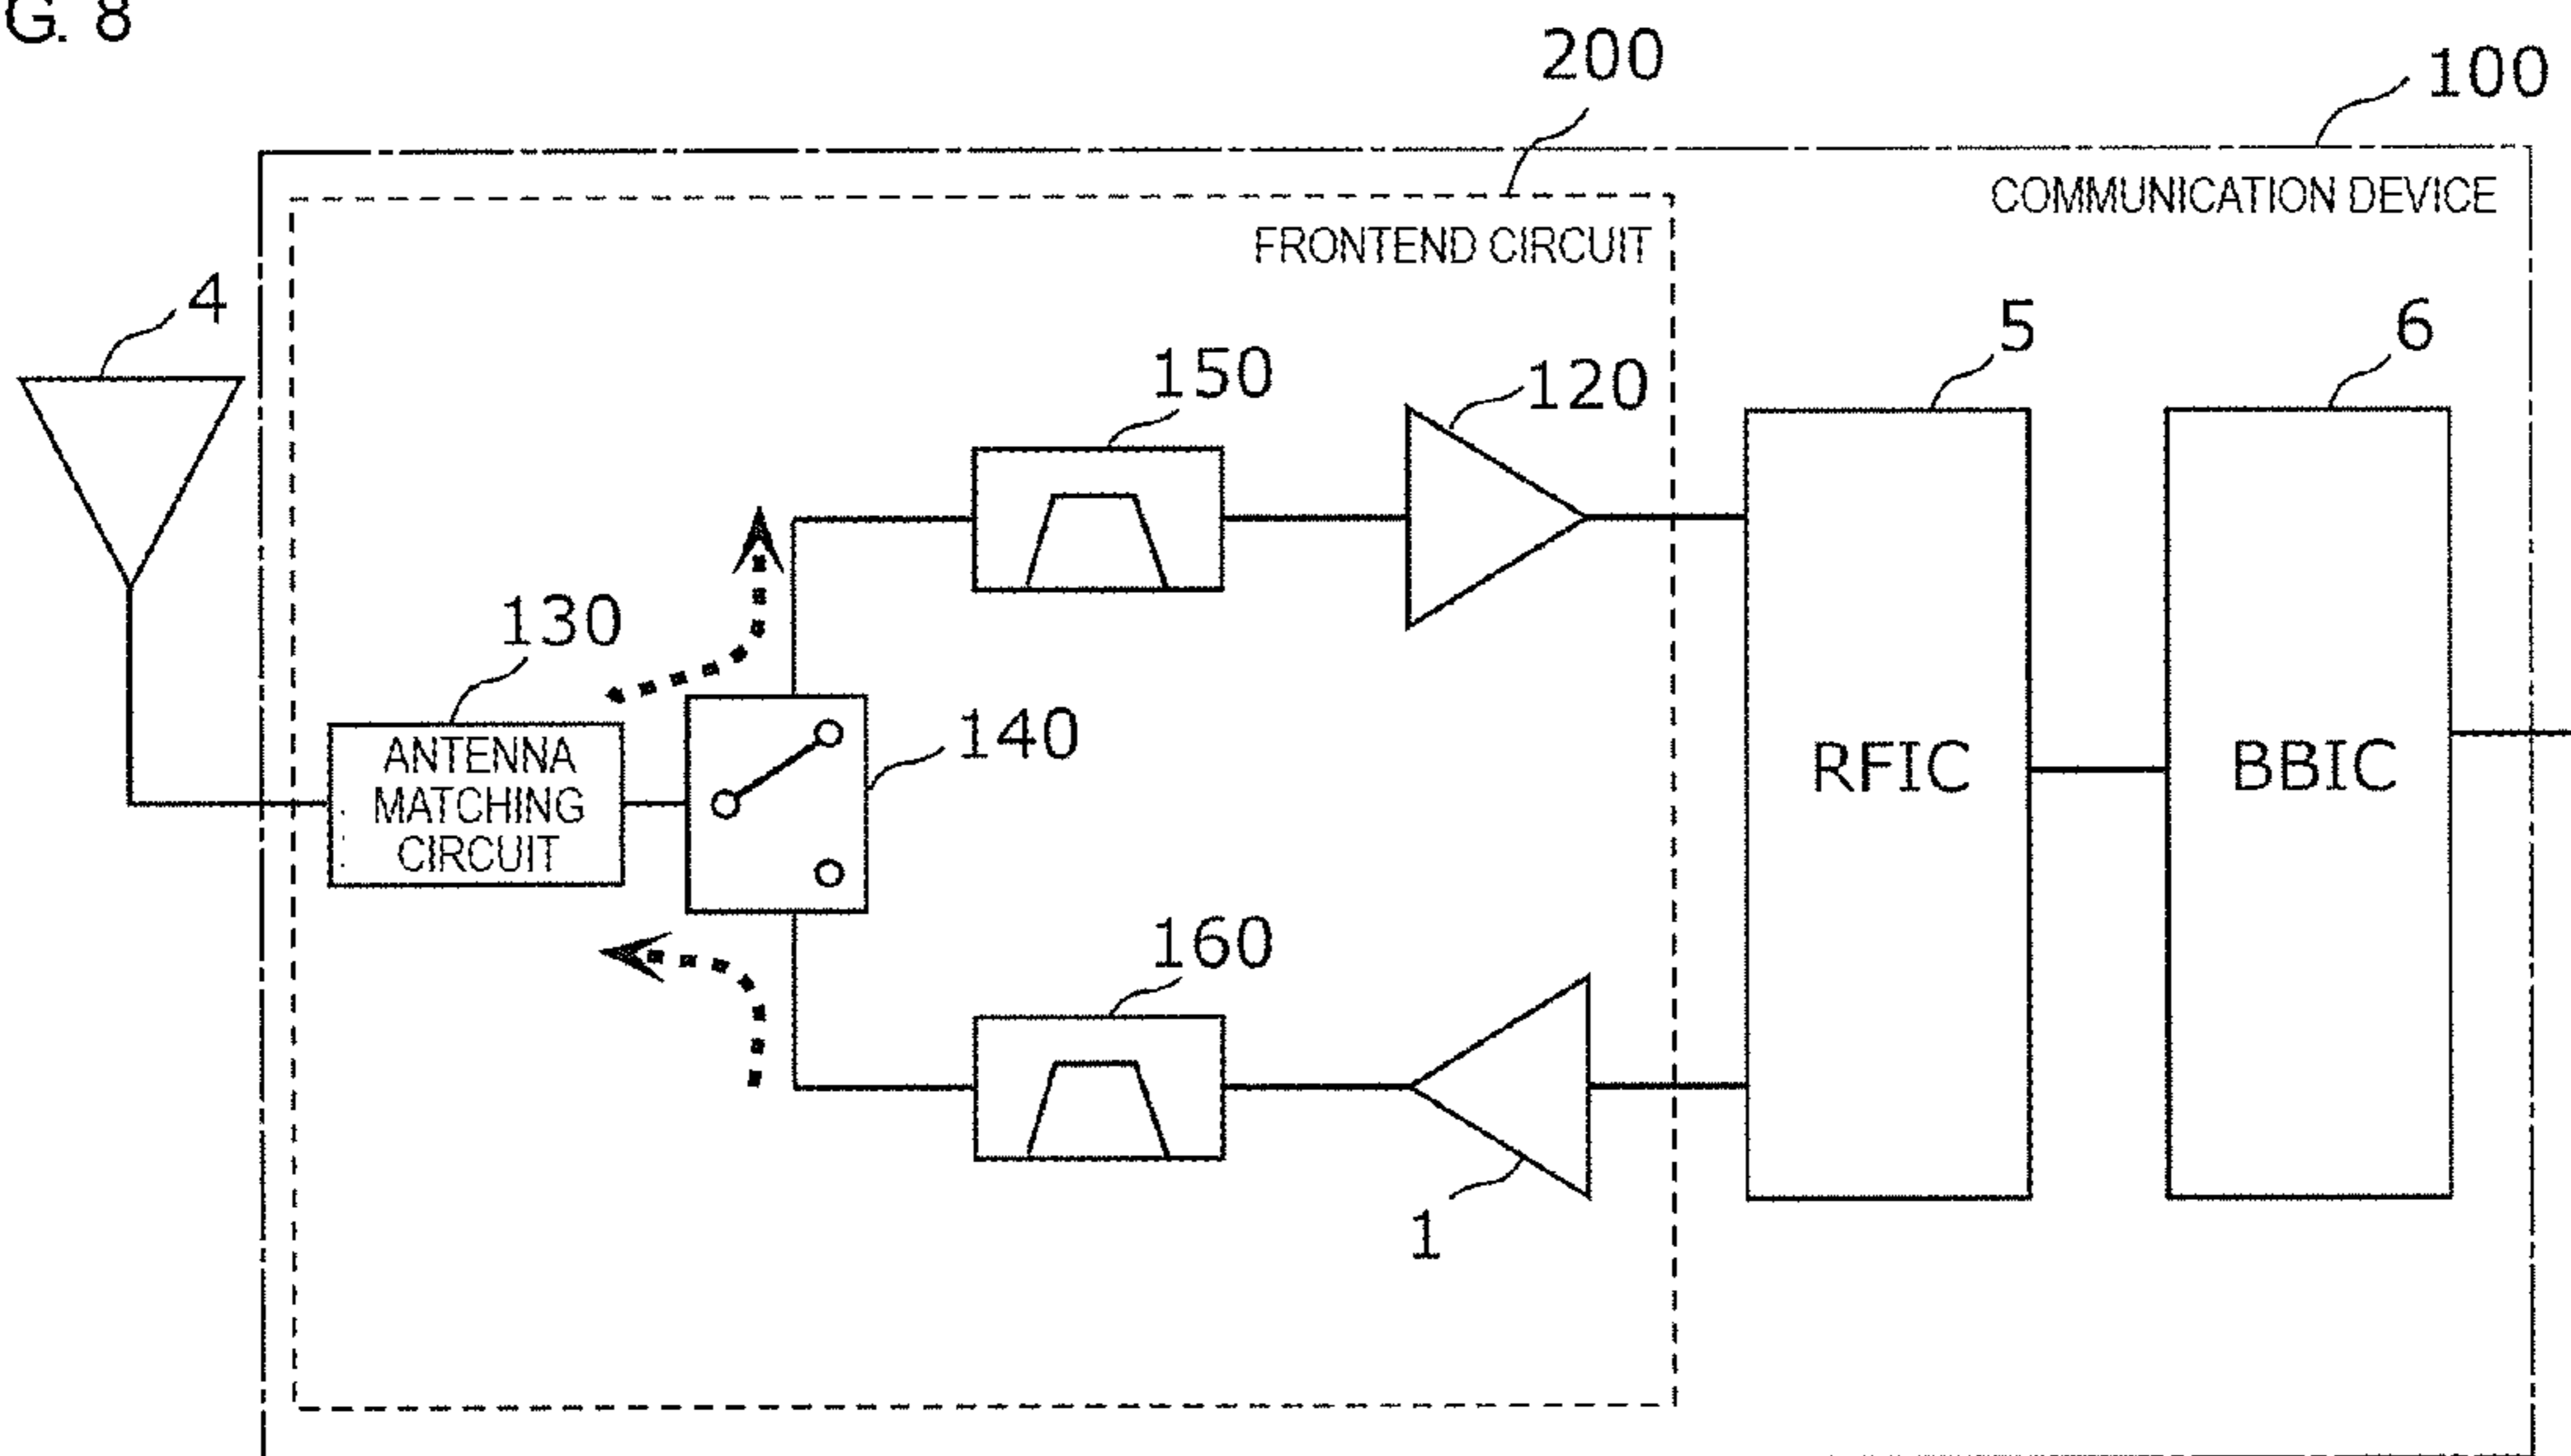 G. 8
200
100
COMMUNICATION DEVICE
FRONTEND CIRCUIT
4
5
6
150
120
130
ANTENNA
MATCHING
CIRCUIT
140
RFIC
BBIC
160
1